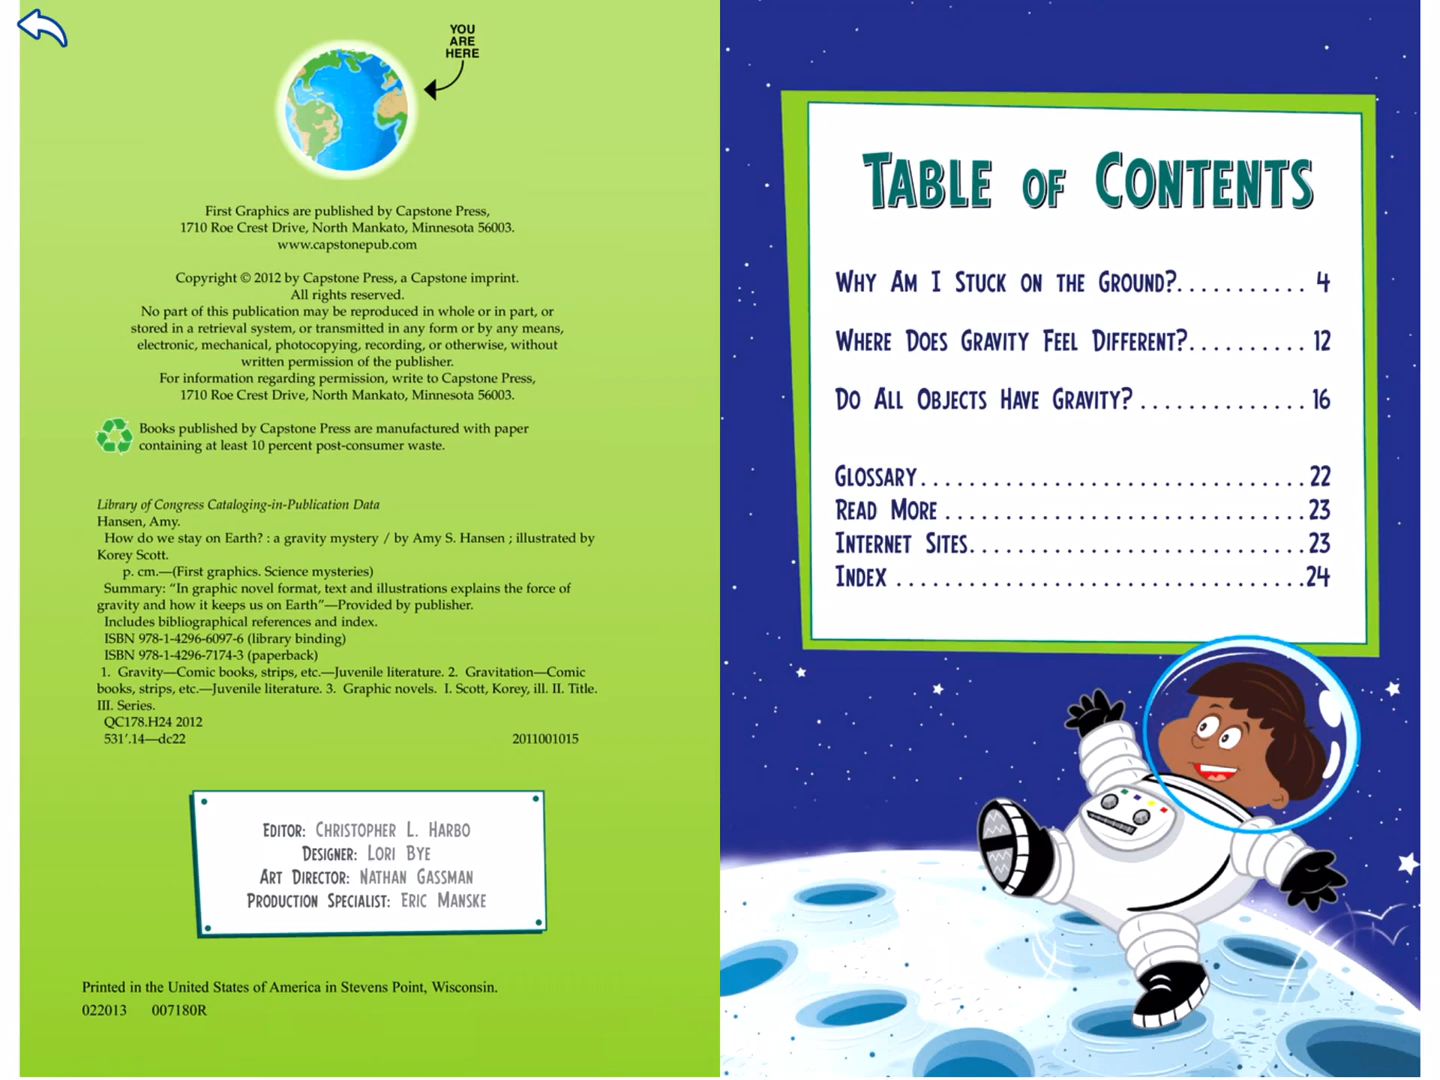 YOU
ARE
HERE
First Graphics are published by Capstone Press,
1710 Roe Crest Drive, North Mankato, Minnesota 56003.
www.capstonepub.com
Copyright © 2012 by Capstone Press, a Capstone imprint.
All rights reserved.
No part of this publication may be reproduced in whole or in part, or
stored in a retrieval system, or transmitted in any form or by any means,
electronic, mechanical, photocopying, recording, or otherwise, without
written permission of the publisher.
For information regarding permission, write to Capstone Press,
1710 Roe Crest Drive, North Mankato, Minnesota 56003.
Books published by Capstone Press are manufactured with paper
containing at least 10 percent post-consumer waste.
Library of Congress Cataloging-in-Publication Data
Hansen, Amy.
How do we stay on Earth? : a gravity mystery / by Amy S. Hansen ; illustrated by
Korey Scott.
p. cm.—(First graphics. Science mysteries)
Summary: “In graphic novel format, text and illustrations explains the force of
gravity and how it keeps us on Earth”—Provided by publisher.
Includes bibliographical references and index.
ISBN 978-1-4296-6097-6 (library binding)
ISBN 978-1-4296-7174-3 (paperback)
1. Gravity—Comic books, strips, etc.—Juvenile literature. 2. Gravitation—Comic
books, strips, etc.—Juvenile literature. 3. Graphic novels. I. Scott, Korey, ill. II. Title.
III. Series.
QC178.H24 2012
531’.14—dc22 2011001015
EDITOR: CHRISTOPHER L. HARBO
DESIGNER: LORI BYE
ART DIRECTOR: NATHAN GASSMAN
PRODUCTION SPECIALIST: ERIC MANSKE
Printed in the United States of America in Stevens Point, Wisconsin.
022013 007180R
TABLE OF CONTENTS
WHY AM I STUCK ON THE GROUND?........... 4
WHERE DOES GRAVITY FEEL DIFFERENT?.......... 12
DO ALL OBJECTS HAVE GRAVITY? .............. 16
GLOSSARY................................. 22
READ MORE ............................... 23
INTERNET SITES............................. 23
INDEX ................................... 24